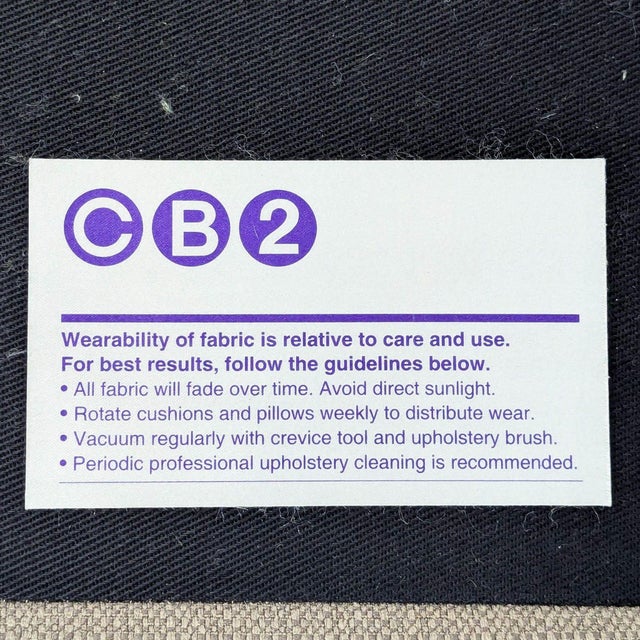 CB2
Wearability of fabric is relative to care and use.
For best results, follow the guidelines below.
• All fabric will fade over time. Avoid direct sunlight.
• Rotate cushions and pillows weekly to distribute wear.
• Vacuum regularly with crevice tool and upholstery brush.
• Periodic professional upholstery cleaning is recommended.